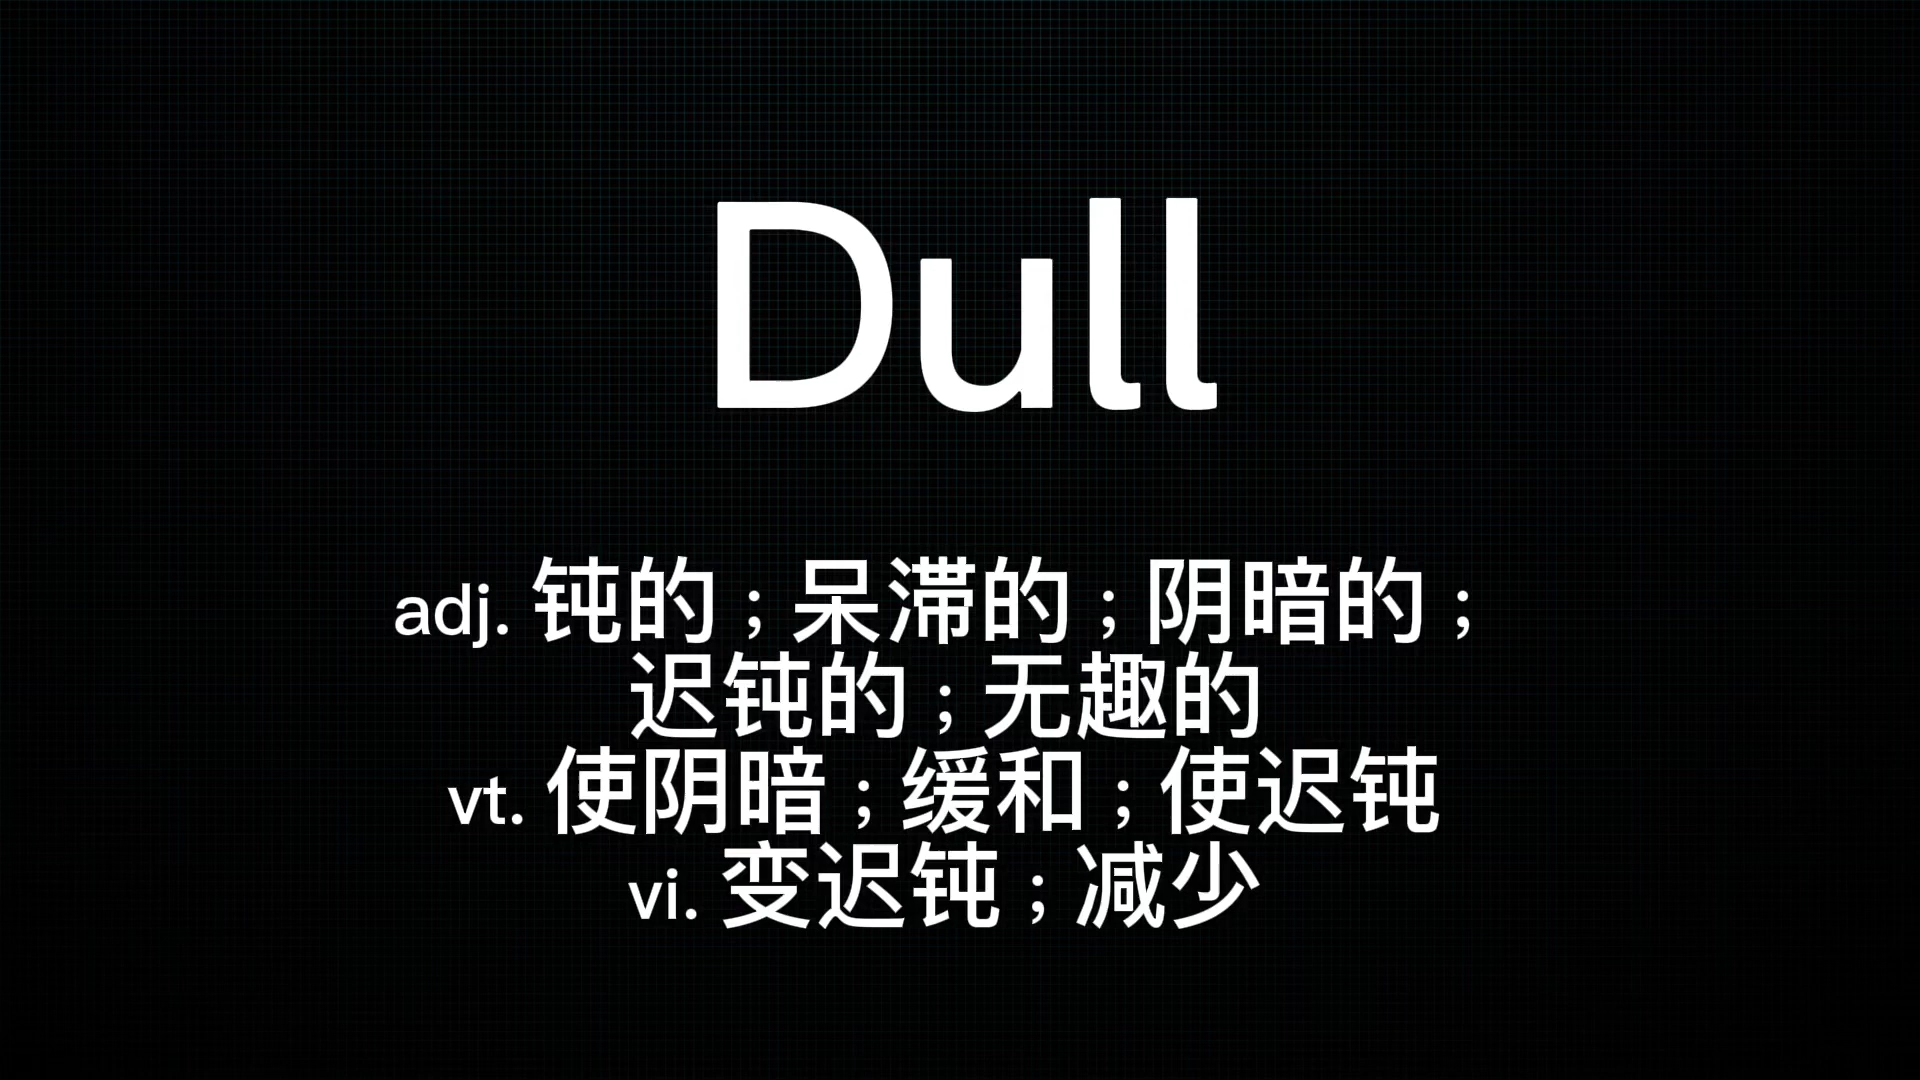 Dull
adj. 钝的；呆滞的；阴暗的；
迟钝的；无趣的
vt. 使阴暗；缓和；使迟钝
vi. 变迟钝；减少